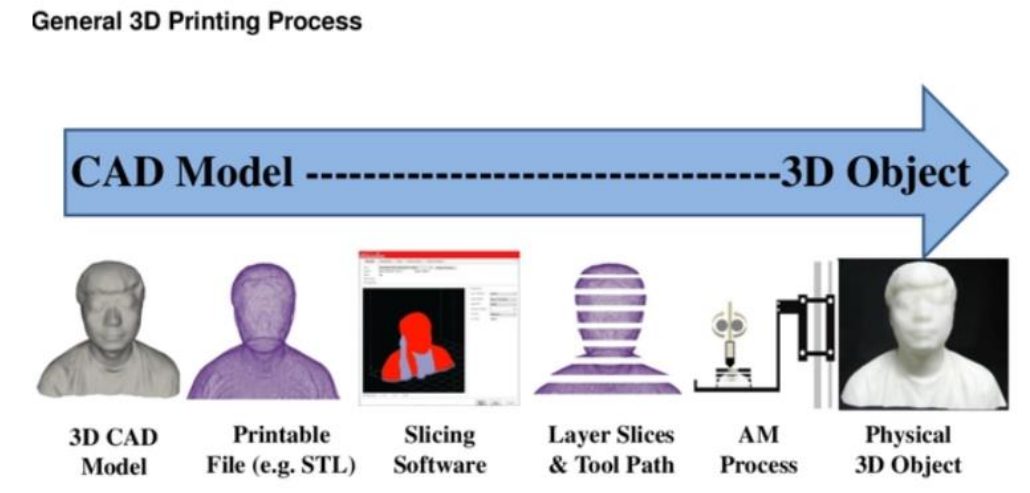 General 3D Printing Process
CAD Model ----------------------------------3D Object
3D CAD
Model
Printable
File (e.g. STL)
Slicing
Software
Layer Slices
& Tool Path
AM
Process
Physical
3D Object